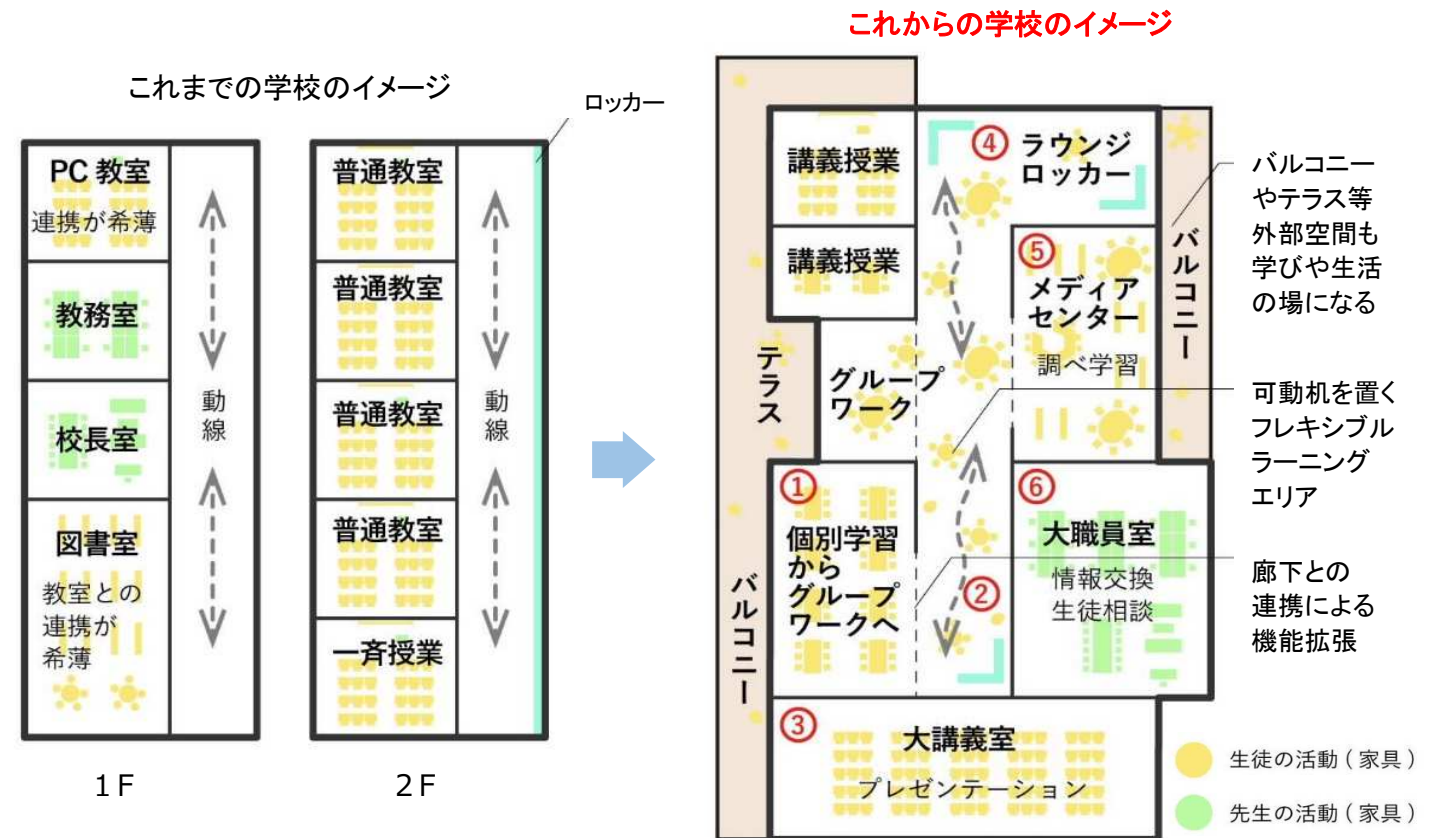 これからの学校のイメージ
これまでの学校のイメージ
ロッカー
PC 教室
連携が希薄
教務室
校長室
図書室
教室との
連携が
希薄
動線
1F
普通教室
普通教室
普通教室
普通教室
一斉授業
動線
2F
講義授業
講義授業
グループ
ワーク
テラス
バルコニー
①
個別学習
から
グループ
ワークへ
②
③
大講義室
プレゼンテーション
④
ラウンジ
ロッカー
⑤
メディア
センター
調べ学習
⑥
大職員室
情報交換
生徒相談
バルコニー
バルコニー
やテラス等
外部空間も
学びや生活
の場になる
可動机を置く
フレキシブル
ラーニング
エリア
廊下との
連携による
機能拡張
生徒の活動 ( 家具 )
先生の活動 ( 家具 )